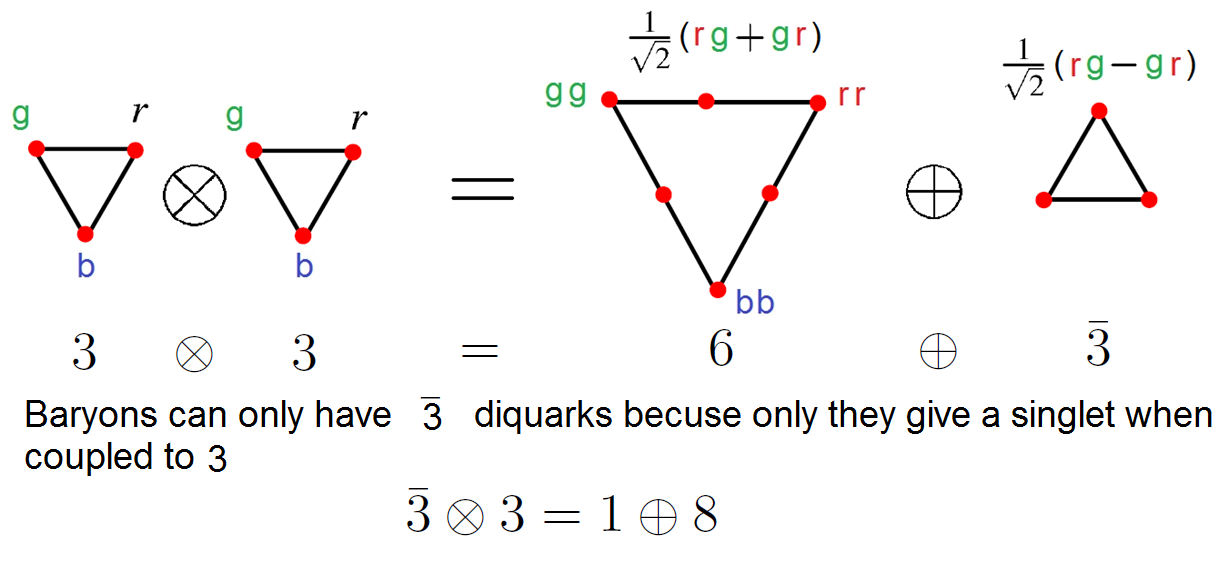 1/√2 (rg+gr)
1/√2 (rg−gr)
gg rr
g r g r
b b
bb
3 ⊗ 3 = 6 ⊕ 3̅
Baryons can only have 3̅ diquarks becuse only they give a singlet when
coupled to 3
3̅ ⊗ 3 = 1 ⊕ 8